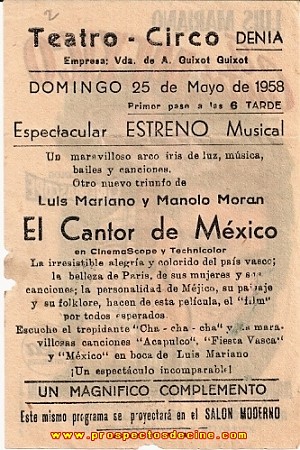 2
Teatro - Circo DENIA
Empresa: Vda. de A. Guixot Guixot
DOMINGO 25 de Mayo de 1958
Primer pase a las 6 TARDE
Espectacular ESTRENO Musical
Un maravilloso arco iris de luz, música,
bailes y canciones.
Otro nuevo triunfo de
Luis Mariano y Manolo Moran
El Cantor de México
en CinemaScope y Technicolor
La irresistible alegría y colorido del país vasco;
la belleza de París, de sus mujeres y sus
canciones; la personalidad de Méjico, su paisaje
y su folklore, hacen de esta película, el "film"
por todos esperados
Escuche el tropidante "Cha - cha - cha" y las mara-
villosas canciones "Acapulco", "Fiesta Vasca"
y "México" en boca de Luis Mariano
¡Un espectáculo incomparable!
UN MAGNIFICO COMPLEMENTO
Este mismo programa se proyectará en el SALON MODERNO
www.prospectosdecine.com